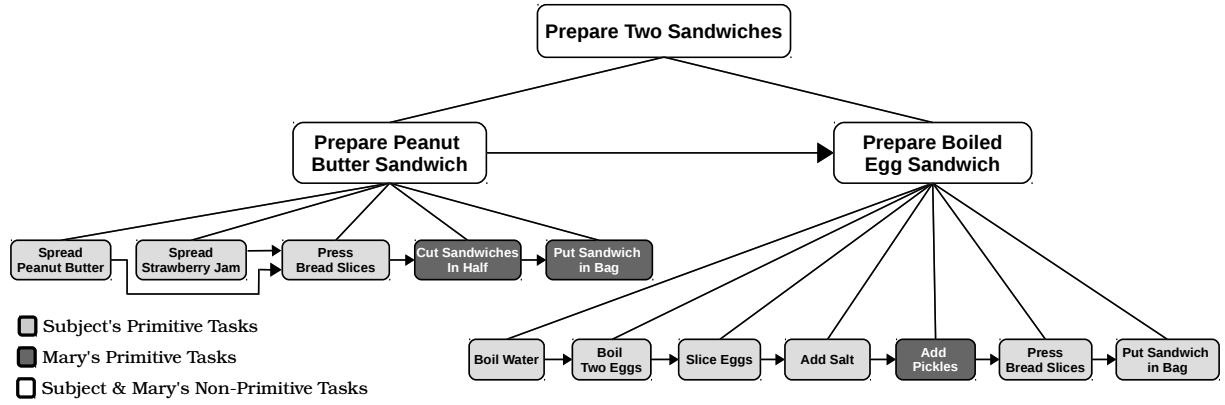 Prepare Two Sandwiches
Prepare Peanut
Butter Sandwich
Prepare Boiled
Egg Sandwich
Spread
Peanut Butter
Spread
Strawberry Jam
Press
Bread Slices
Cut Sandwiches
In Half
Put Sandwich
in Bag
Subject's Primitive Tasks
Mary's Primitive Tasks
Subject & Mary's Non-Primitive Tasks
Boil Water
Boil
Two Eggs
Slice Eggs
Add Salt
Add
Pickles
Press
Bread Slices
Put Sandwich
in Bag